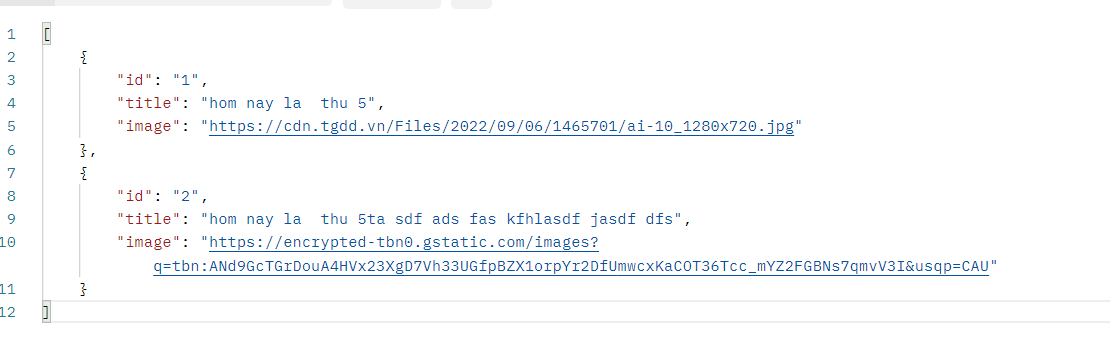 1 [
2 {
3 "id": "1",
4 "title": "hom nay la  thu 5",
5 "image": "https://cdn.tgdd.vn/Files/2022/09/06/1465701/ai-10_1280x720.jpg"
6 },
7 {
8 "id": "2",
9 "title": "hom nay la  thu 5ta sdf ads fas kfhlasdf jasdf dfs",
10 "image": "https://encrypted-tbn0.gstatic.com/images?
q=tbn:ANd9GcTGrDouA4HVx23XgD7Vh33UGfpBZX1orpYr2DfUmwcxKaCOT36Tcc_mYZ2FGBNs7qmvV3I&usqp=CAU"
11 }
12 ]